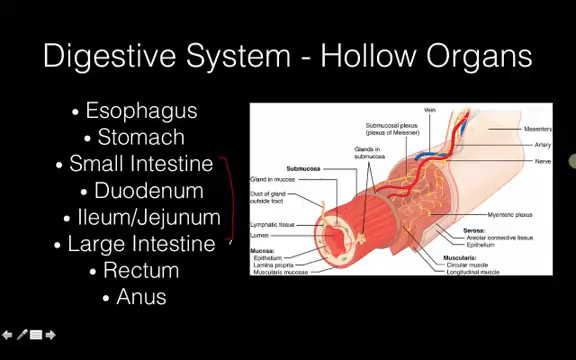 Digestive System - Hollow Organs
• Esophagus
• Stomach
• Small Intestine
• Duodenum
• Ileum/Jejunum
• Large Intestine
• Rectum
• Anus
Vein
Submucosal plexus
(plexus of Meissner)
Glands in
submucosa
Submucosa
Gland in mucosa
Duct of gland
outside tract
Lymphatic tissue
Lumen
Mucosa:
Epithelium
Lamina propria
Muscularis mucosae
Mesentery
Artery
Nerve
Myenteric plexus
Serosa:
Areolar connective tissue
Epithelium
Muscularis:
Circular muscle
Longitudinal muscle